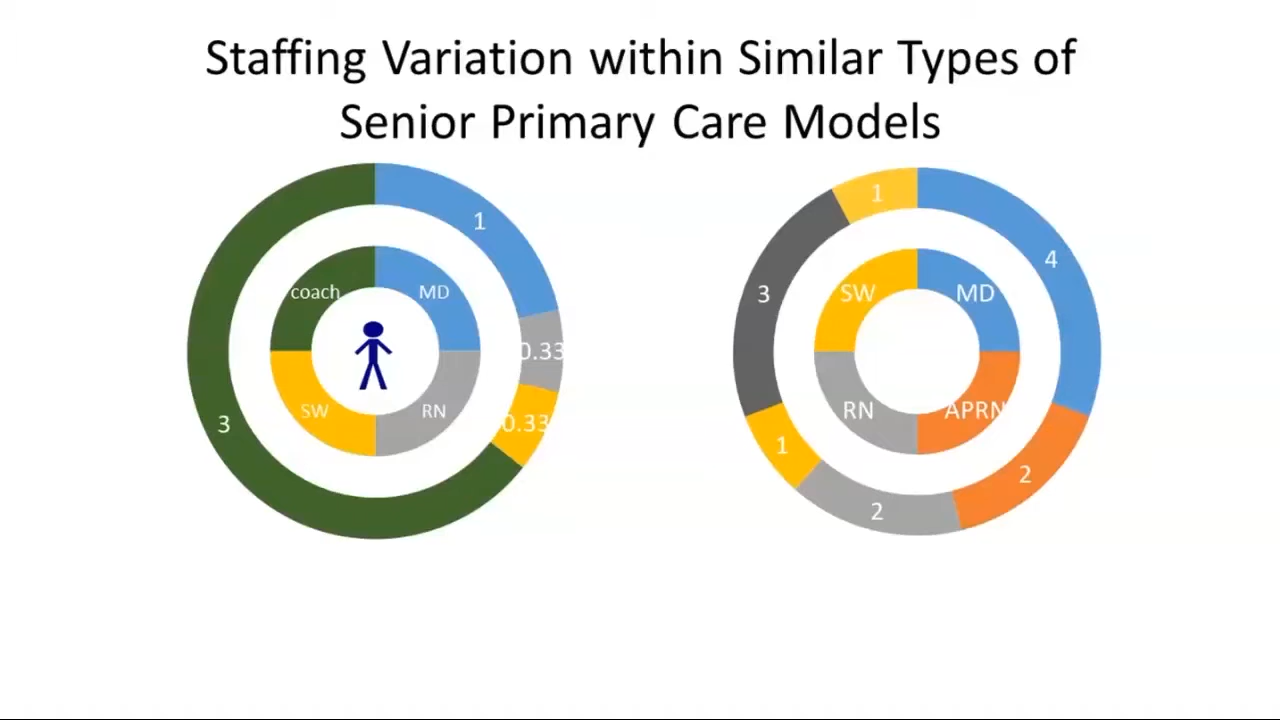 Staffing Variation within Similar Types of
Senior Primary Care Models
1
0.33
0.33
3
coach
MD
SW
RN
1
4
3
2
1
2
SW
MD
RN
APRN